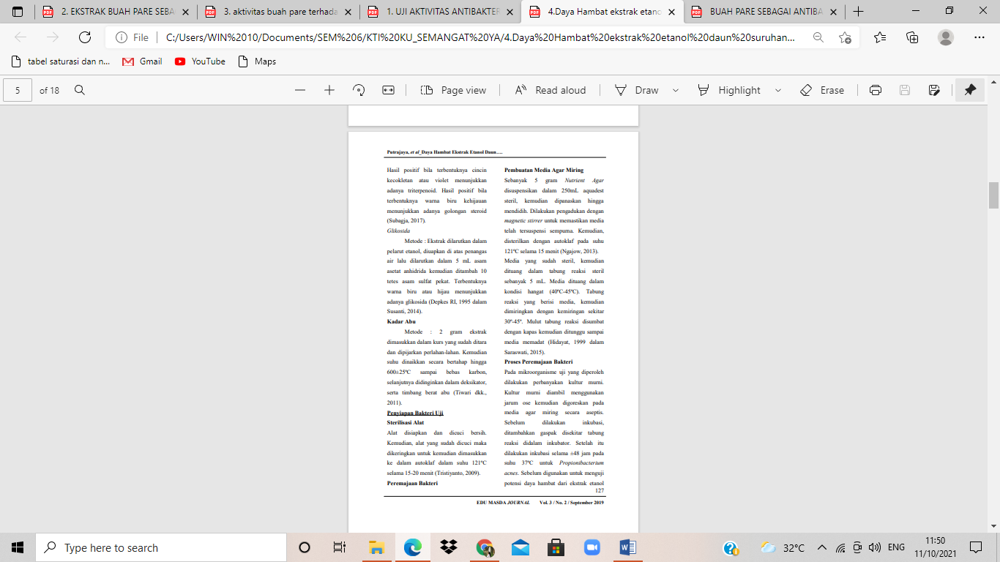 2. EKSTRAK BUAH PARE SEBA
3. aktivitas buah pare terhada
1. UJI AKTIVITAS ANTIBAKTER
4.Daya Hambat ekstrak etano
BUAH PARE SEBAGAI ANTIBA
File
C:/Users/WIN%2010/Documents/SEM%206/KTI%20KU_SEMANGAT%20YA/4.Daya%20Hambat%20ekstrak%20etanol%20daun%20suruhan...
tabel saturasi dan n...
Gmail
YouTube
Maps
5 of 18
Page view
Read aloud
Draw
Highlight
Erase
Putrajaya, et al_Daya Hambat Ekstrak Etanol Daun….
Hasil positif bila terbentuknya cincin
kecokletan atau violet menunjukkan
adanya triterpenoid. Hasil positif bila
terbentuknya warna biru kehijauan
menunjukkan adanya golongan steroid
(Subagja, 2017).
Glikosida
Metode : Ekstrak dilarutkan dalam
pelarut etanol, diuapkan di atas penangas
air lalu dilarutkan dalam 5 mL asam
asetat anhidrida kemudian ditambah 10
tetes asam sulfat pekat. Terbentuknya
warna biru atau hijau menunjukkan
adanya glikosida (Depkes RI, 1995 dalam
Susanti, 2014).
Kadar Abu
Metode : 2 gram ekstrak
dimasukkan dalam kurs yang sudah ditara
dan dipijarkan perlahan-lahan. Kemudian
suhu dinaikkan secara bertahap hingga
600±25ºC sampai bebas karbon,
selanjutnya didinginkan dalam deksikator,
serta timbang berat abu (Tiwari dkk.,
2011).
Penyiapan Bakteri Uji
Sterilisasi Alat
Alat disiapkan dan dicuci bersih.
Kemudian, alat yang sudah dicuci maka
dikeringkan untuk kemudian dimasukkan
ke dalam autoklaf dalam suhu 121ºC
selama 15-20 menit (Tristiyanto, 2009).
Peremajaan Bakteri
Pembuatan Media Agar Miring
Sebanyak 5 gram Nutrient Agar
disuspensikan dalam 250mL aquadest
steril, kemudian dipanaskan hingga
mendidih. Dilakukan pengadukan dengan
magnetic stirrer untuk memastikan media
telah tersuspensi sempurna. Kemudian,
disterilkan dengan autoklaf pada suhu
121ºC selama 15 menit (Ngajow, 2013).
Media yang sudah steril, kemudian
dituang dalam tabung reaksi steril
sebanyak 5 mL. Media dituang dalam
kondisi hangat (40ºC-45ºC). Tabung
reaksi yang berisi media, kemudian
dimiringkan dengan kemiringan sekitar
30º-45º. Mulut tabung reaksi disumbat
dengan kapas kemudian ditunggu sampai
media memadat (Hidayat, 1999 dalam
Saraswati, 2015).
Proses Peremajaan Bakteri
Pada mikroorganisme uji yang diperoleh
dilakukan perbanyakan kultur murni.
Kultur murni diambil menggunakan
jarum ose kemudian digoreskan pada
media agar miring secara aseptis.
Sebelum dilakukan inkubasi,
ditambahkan gaspak disekitar tabung
reaksi didalam inkubator. Setelah itu
dilakukan inkubasi selama ±48 jam pada
suhu 37ºC untuk Propionibacterium
acnes. Sebelum digunakan untuk menguji
potensi daya hambat dari ekstrak etanol
127
EDU MASDA JOURNAL Vol. 3 / No. 2 / September 2019
Type here to search
32°C
ENG
11:50
11/10/2021